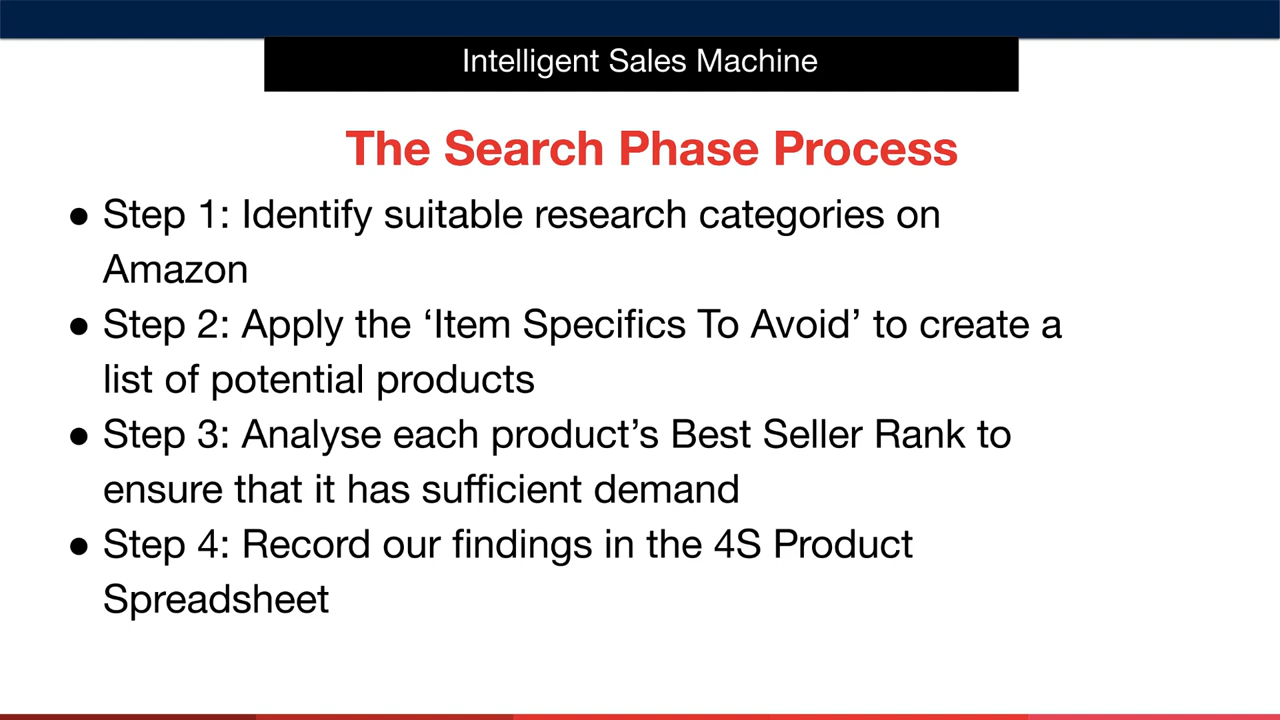 Intelligent Sales Machine
The Search Phase Process
● Step 1: Identify suitable research categories on
Amazon
● Step 2: Apply the ‘Item Specifics To Avoid’ to create a
list of potential products
● Step 3: Analyse each product’s Best Seller Rank to
ensure that it has sufficient demand
● Step 4: Record our findings in the 4S Product
Spreadsheet